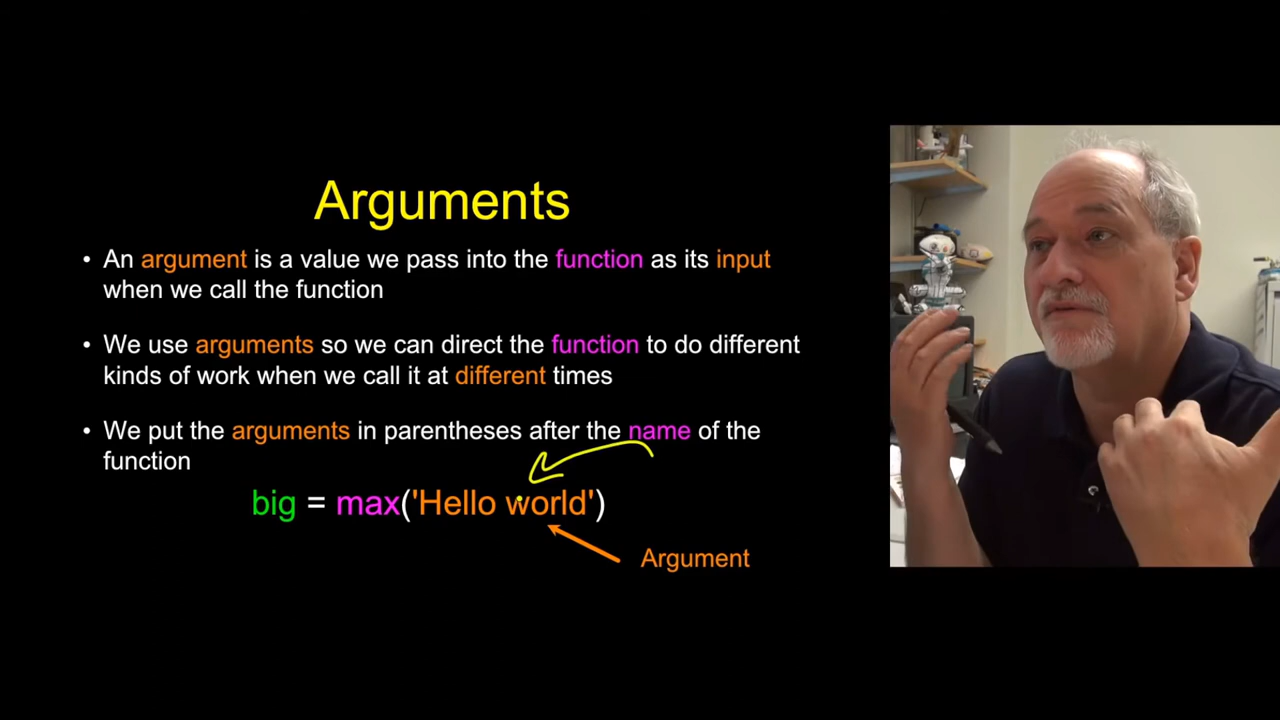 Arguments
• An argument is a value we pass into the function as its input
when we call the function
• We use arguments so we can direct the function to do different
kinds of work when we call it at different times
• We put the arguments in parentheses after the name of the
function
big = max('Hello world')
Argument